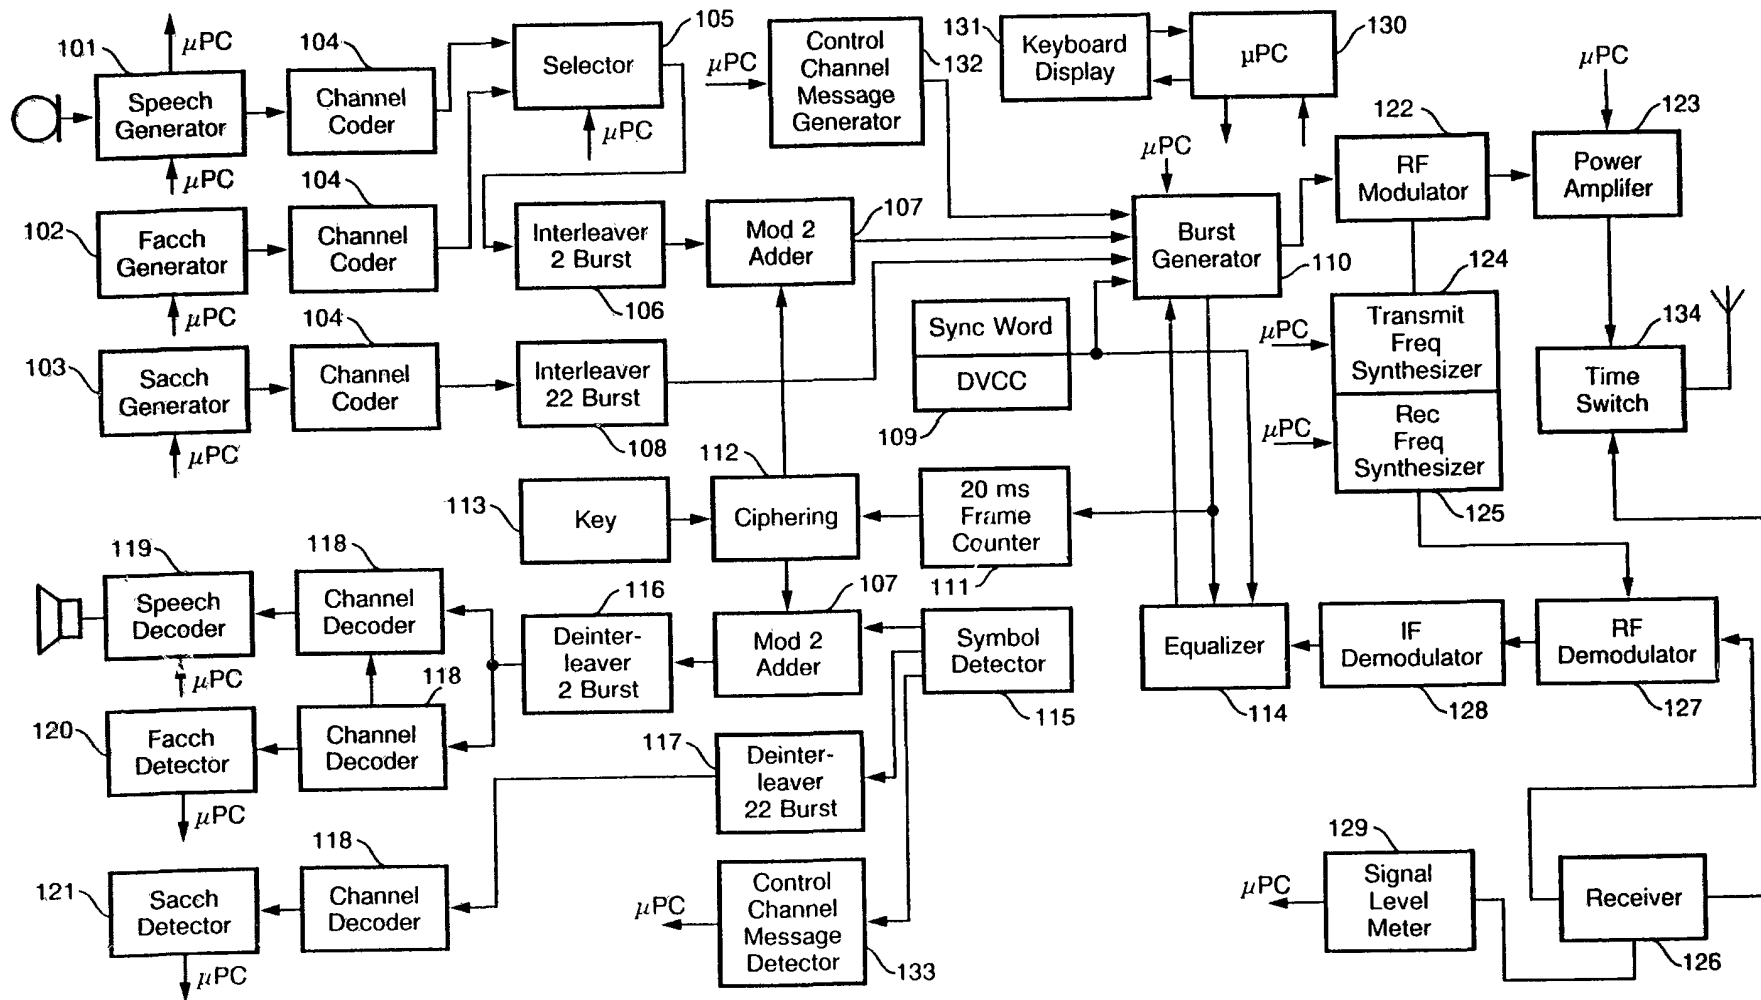 μPC
101
Speech
Generator
μPC
104
Channel
Coder
105
Selector
μPC
μPC
Control
Channel
Message
Generator
132
131
Keyboard
Display
μPC
130
μPC
123
Power
Amplifer
122
RF
Modulator
102
Facch
Generator
μPC
104
Channel
Coder
Interleaver
2 Burst
106
Mod 2
Adder
107
μPC
Burst
Generator
110
124
Transmit
Freq
Synthesizer
μPC
Rec
Freq
Synthesizer
μPC
125
134
Time
Switch
103
Sacch
Generator
μPC
104
Channel
Coder
Interleaver
22 Burst
108
Sync Word
DVCC
109
113
Key
112
Ciphering
20 ms
Frame
Counter
111
119
Speech
Decoder
μPC
118
Channel
Decoder
116
Deinter-
leaver
2 Burst
107
Mod 2
Adder
Symbol
Detector
115
Equalizer
114
IF
Demodulator
128
RF
Demodulator
127
120
Facch
Detector
μPC
118
Channel
Decoder
117
Deinter-
leaver
22 Burst
121
Sacch
Detector
μPC
118
Channel
Decoder
μPC
Control
Channel
Message
Detector
133
μPC
129
Signal
Level
Meter
Receiver
126